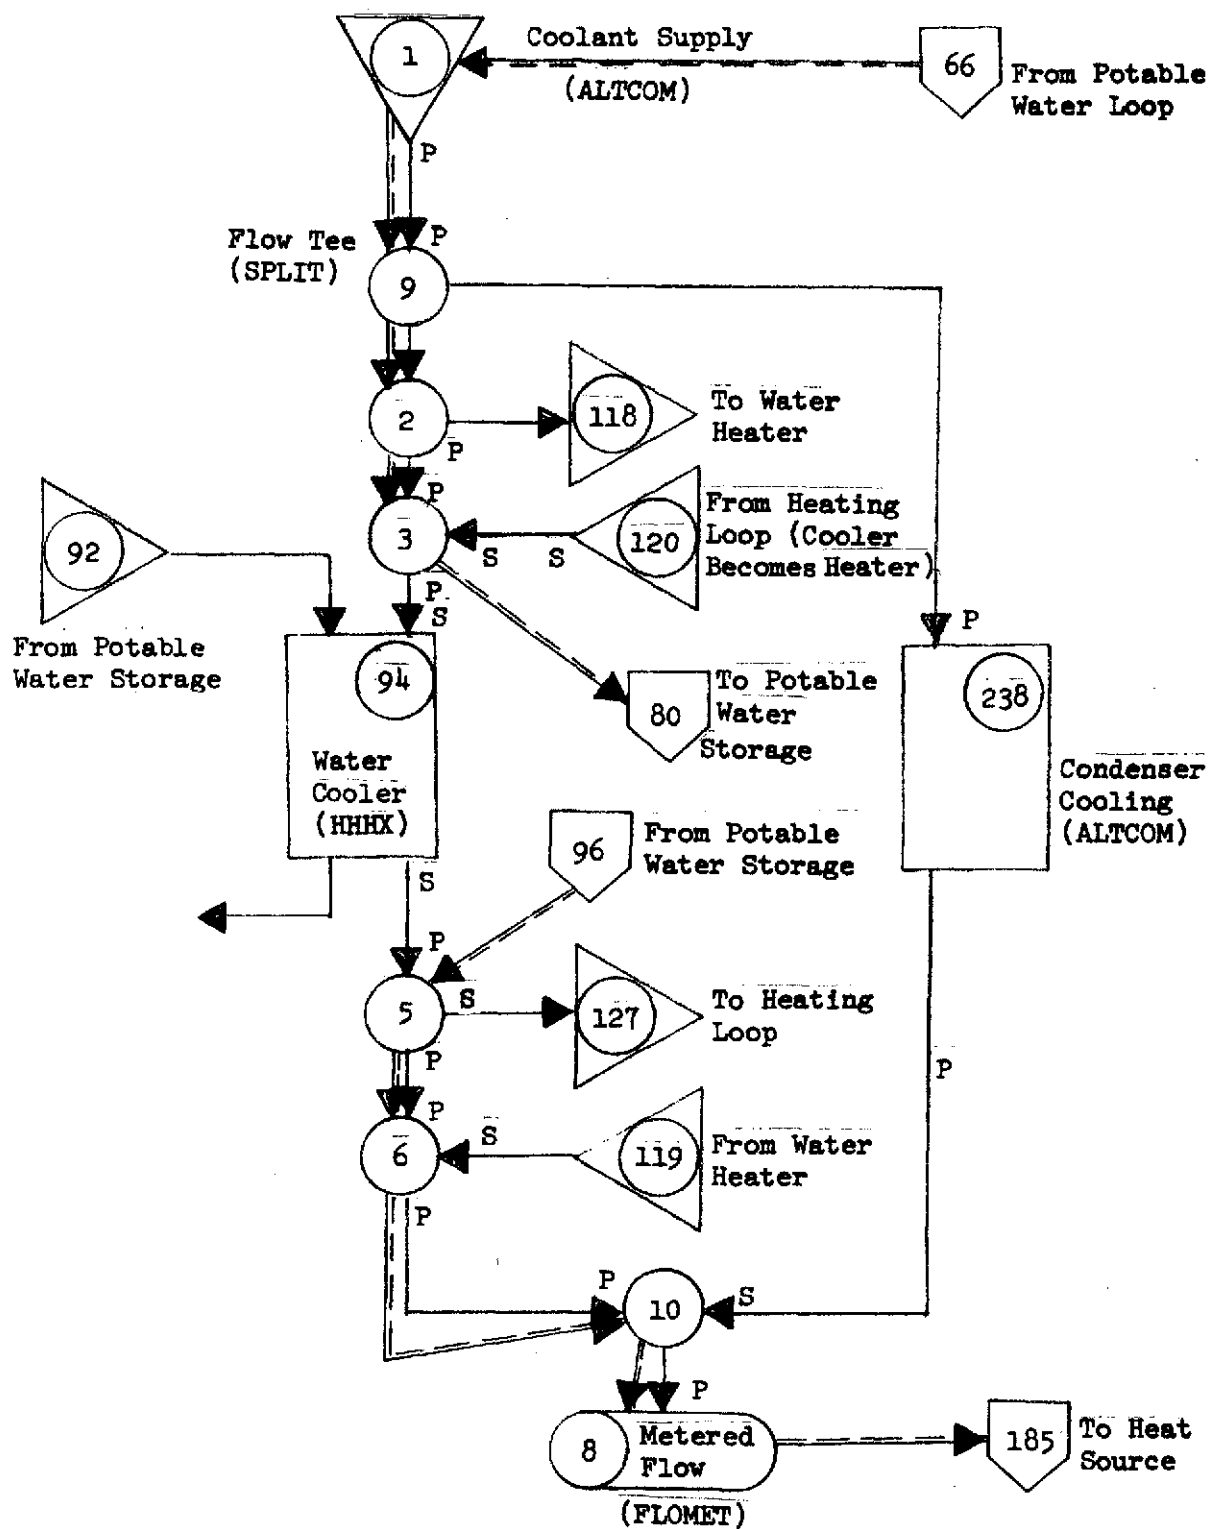 1
Coolant Supply
(ALTCOM)
66
From Potable
Water Loop
P
Flow Tee
(SPLIT)
P
9
2
P
118
To Water
Heater
P
3
S
S
120
From Heating
Loop (Cooler
Becomes Heater)
92
From Potable
Water Storage
P
S
94
Water
Cooler
(HHHX)
80
To Potable
Water
Storage
P
238
Condenser
Cooling
(ALTCOM)
S
96
From Potable
Water Storage
P
5
S
127
To Heating
Loop
P
P
P
6
S
119
From Water
Heater
P
P
10
S
P
8
Metered
Flow
(FLOMET)
185
To Heat
Source